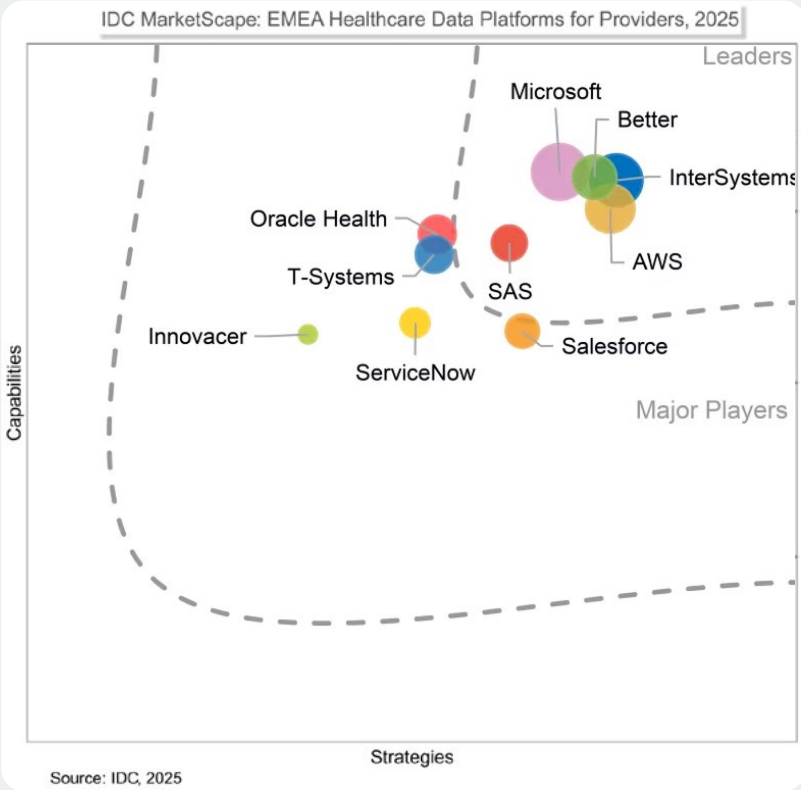 IDC MarketScape: EMEA Healthcare Data Platforms for Providers, 2025
Leaders
Microsoft
Better
InterSystems
Oracle Health
AWS
T-Systems
SAS
Innovacer
Salesforce
ServiceNow
Major Players
Capabilities
Strategies
Source: IDC, 2025